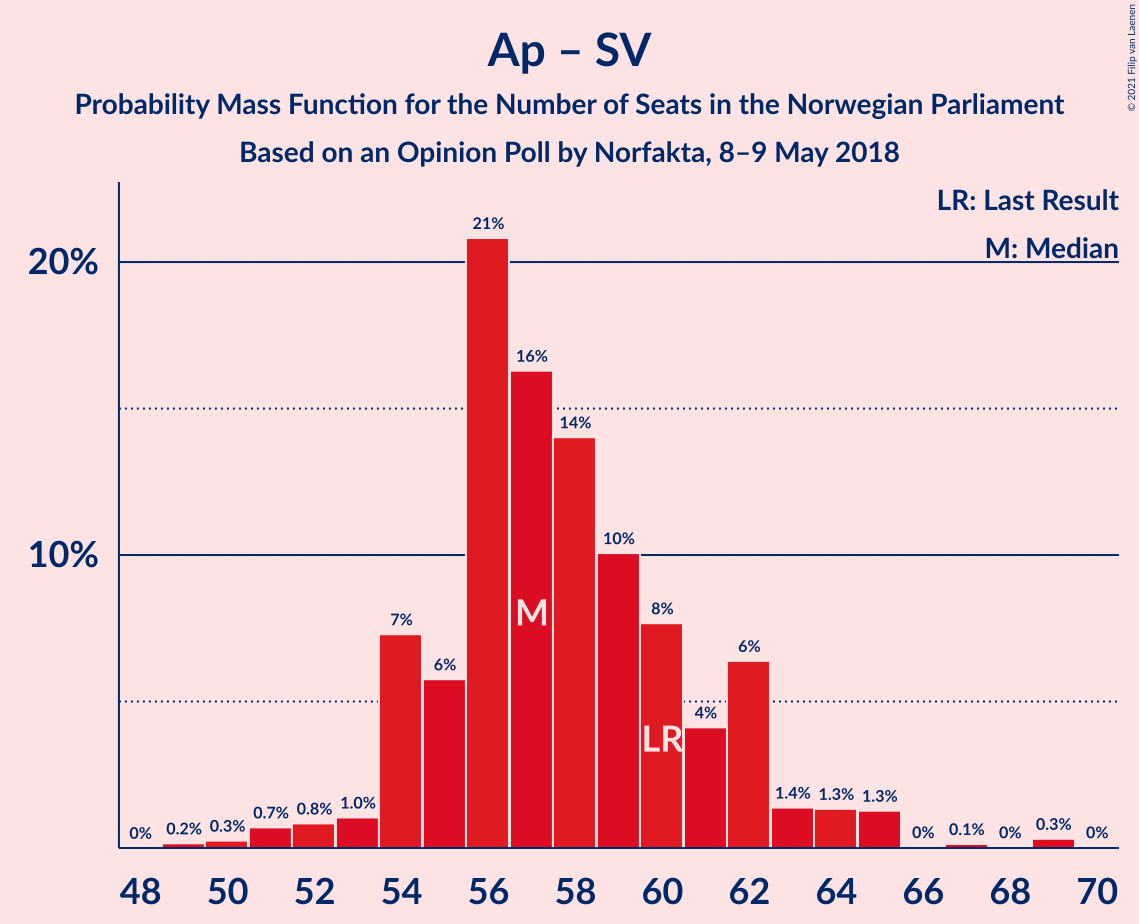 © 2021 Filip van Laenen
Ap – SV
Probability Mass Function for the Number of Seats in the Norwegian Parliament
Based on an Opinion Poll by Norfakta, 8–9 May 2018
LR: Last Result
M: Median
20%
10%
0%
0.2%
0.3%
0.7%
0.8%
1.0%
7%
6%
21%
16%
14%
10%
8%
4%
6%
1.4%
1.3%
1.3%
0%
0.1%
0%
0.3%
0%
M
LR
48 50 52 54 56 58 60 62 64 66 68 70